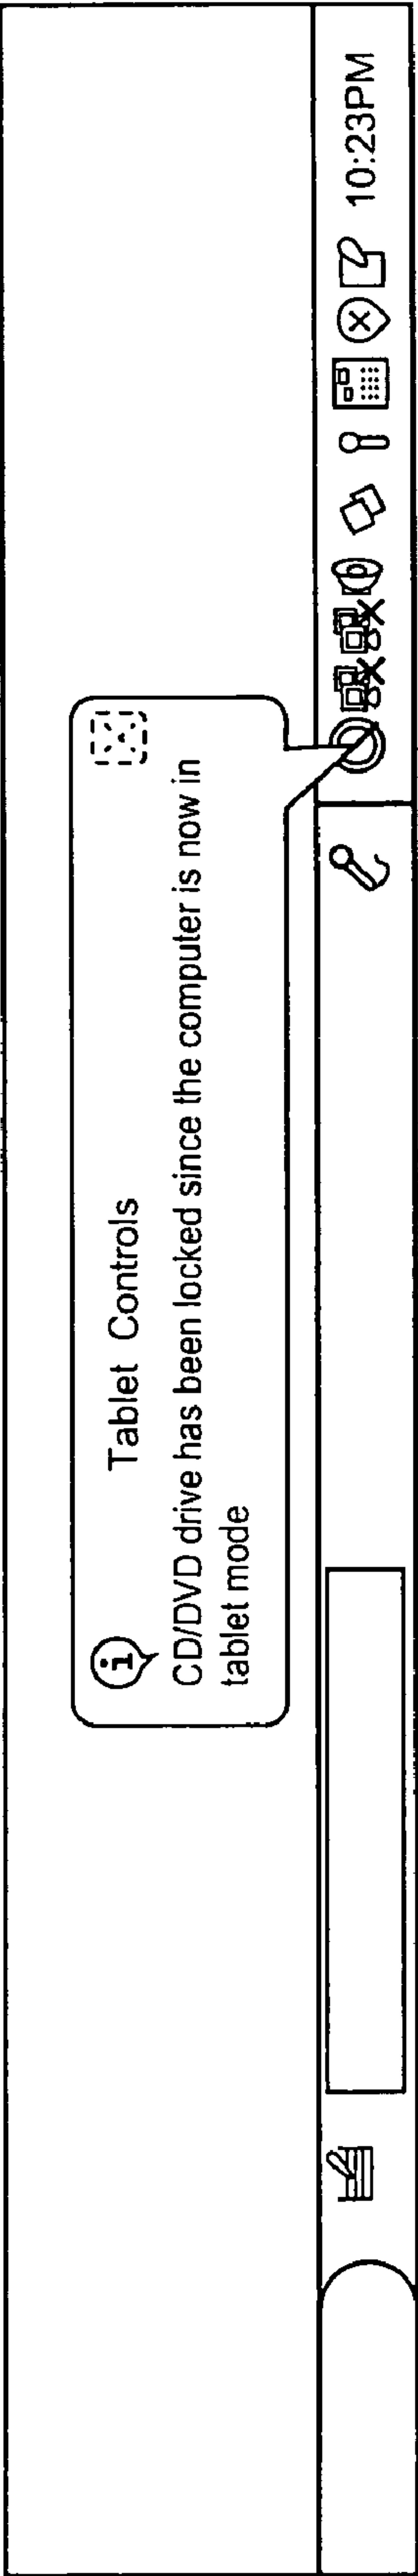 Tablet Controls
CD/DVD drive has been locked since the computer is now in
tablet mode
10:23PM